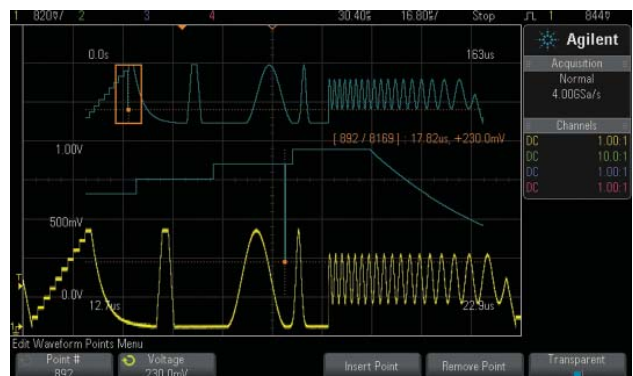 1 820▽/ 2 3 4 30.40s 16.80s/ Stop 1 844▽
Agilent
0.0s 163us
Acquisition
Normal
4.00GSa/s
[ 892 / 8169 ] : 17.82us, +230.0mV
Channels
DC 1.00:1
DC 10.0:1
DC 1.00:1
DC 1.00:1
1.00V
500mV
0.0V 12.7us 22.9us
Edit Waveform Points Menu
Point # Voltage Insert Point Remove Point Transparent
892 230.0mV